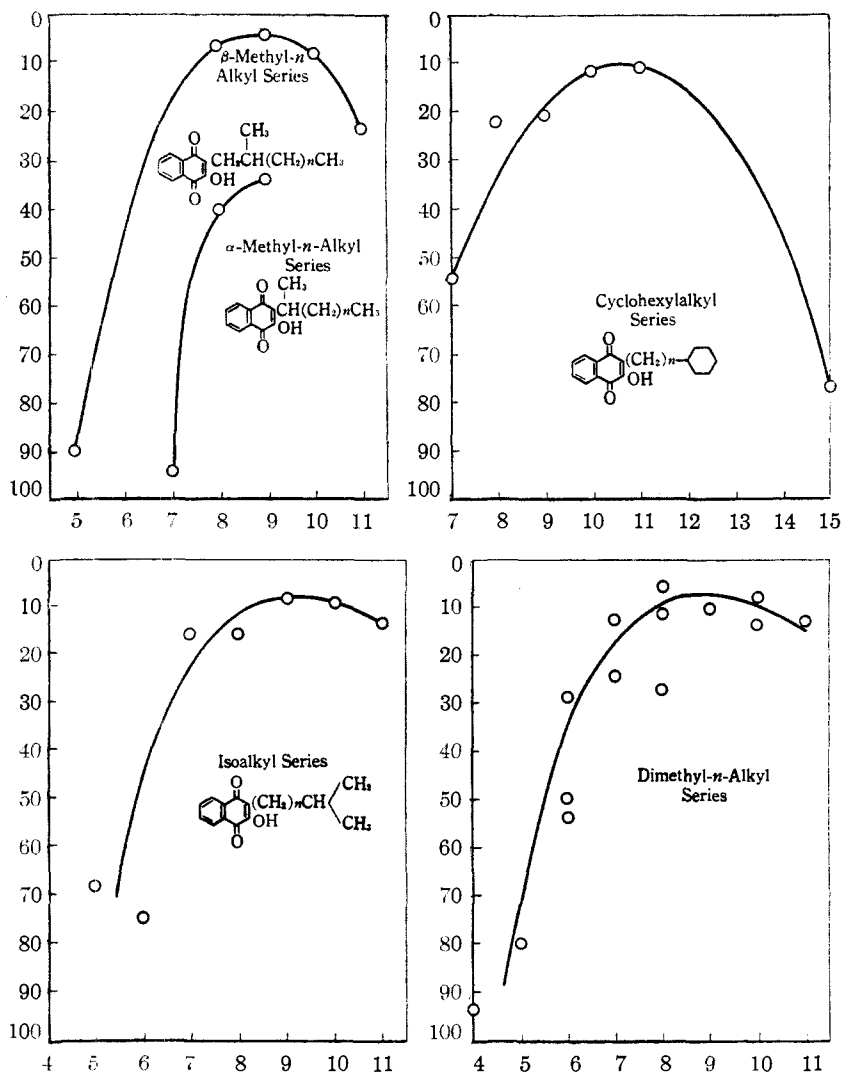 0
10
20
30
40
50
60
70
80
90
100
β-Methyl-n
Alkyl Series
CH₃
O
CH₂CH(CH₂)nCH₃
OH
O
α-Methyl-n-Alkyl
Series
CH₃
O
CH(CH₂)nCH₃
OH
O
5 6 7 8 9 10 11
0
10
20
30
40
50
60
70
80
90
100
Cyclohexylalkyl
Series
O
(CH₂)n
OH
O
7 8 9 10 11 12 13 14 15
0
10
20
30
40
50
60
70
80
90
100
Isoalkyl Series
O
CH₃
(CH₂)nCH
OH
CH₃
O
4 5 6 7 8 9 10 11
0
10
20
30
40
50
60
70
80
90
100
Dimethyl-n-Alkyl
Series
4 5 6 7 8 9 10 11